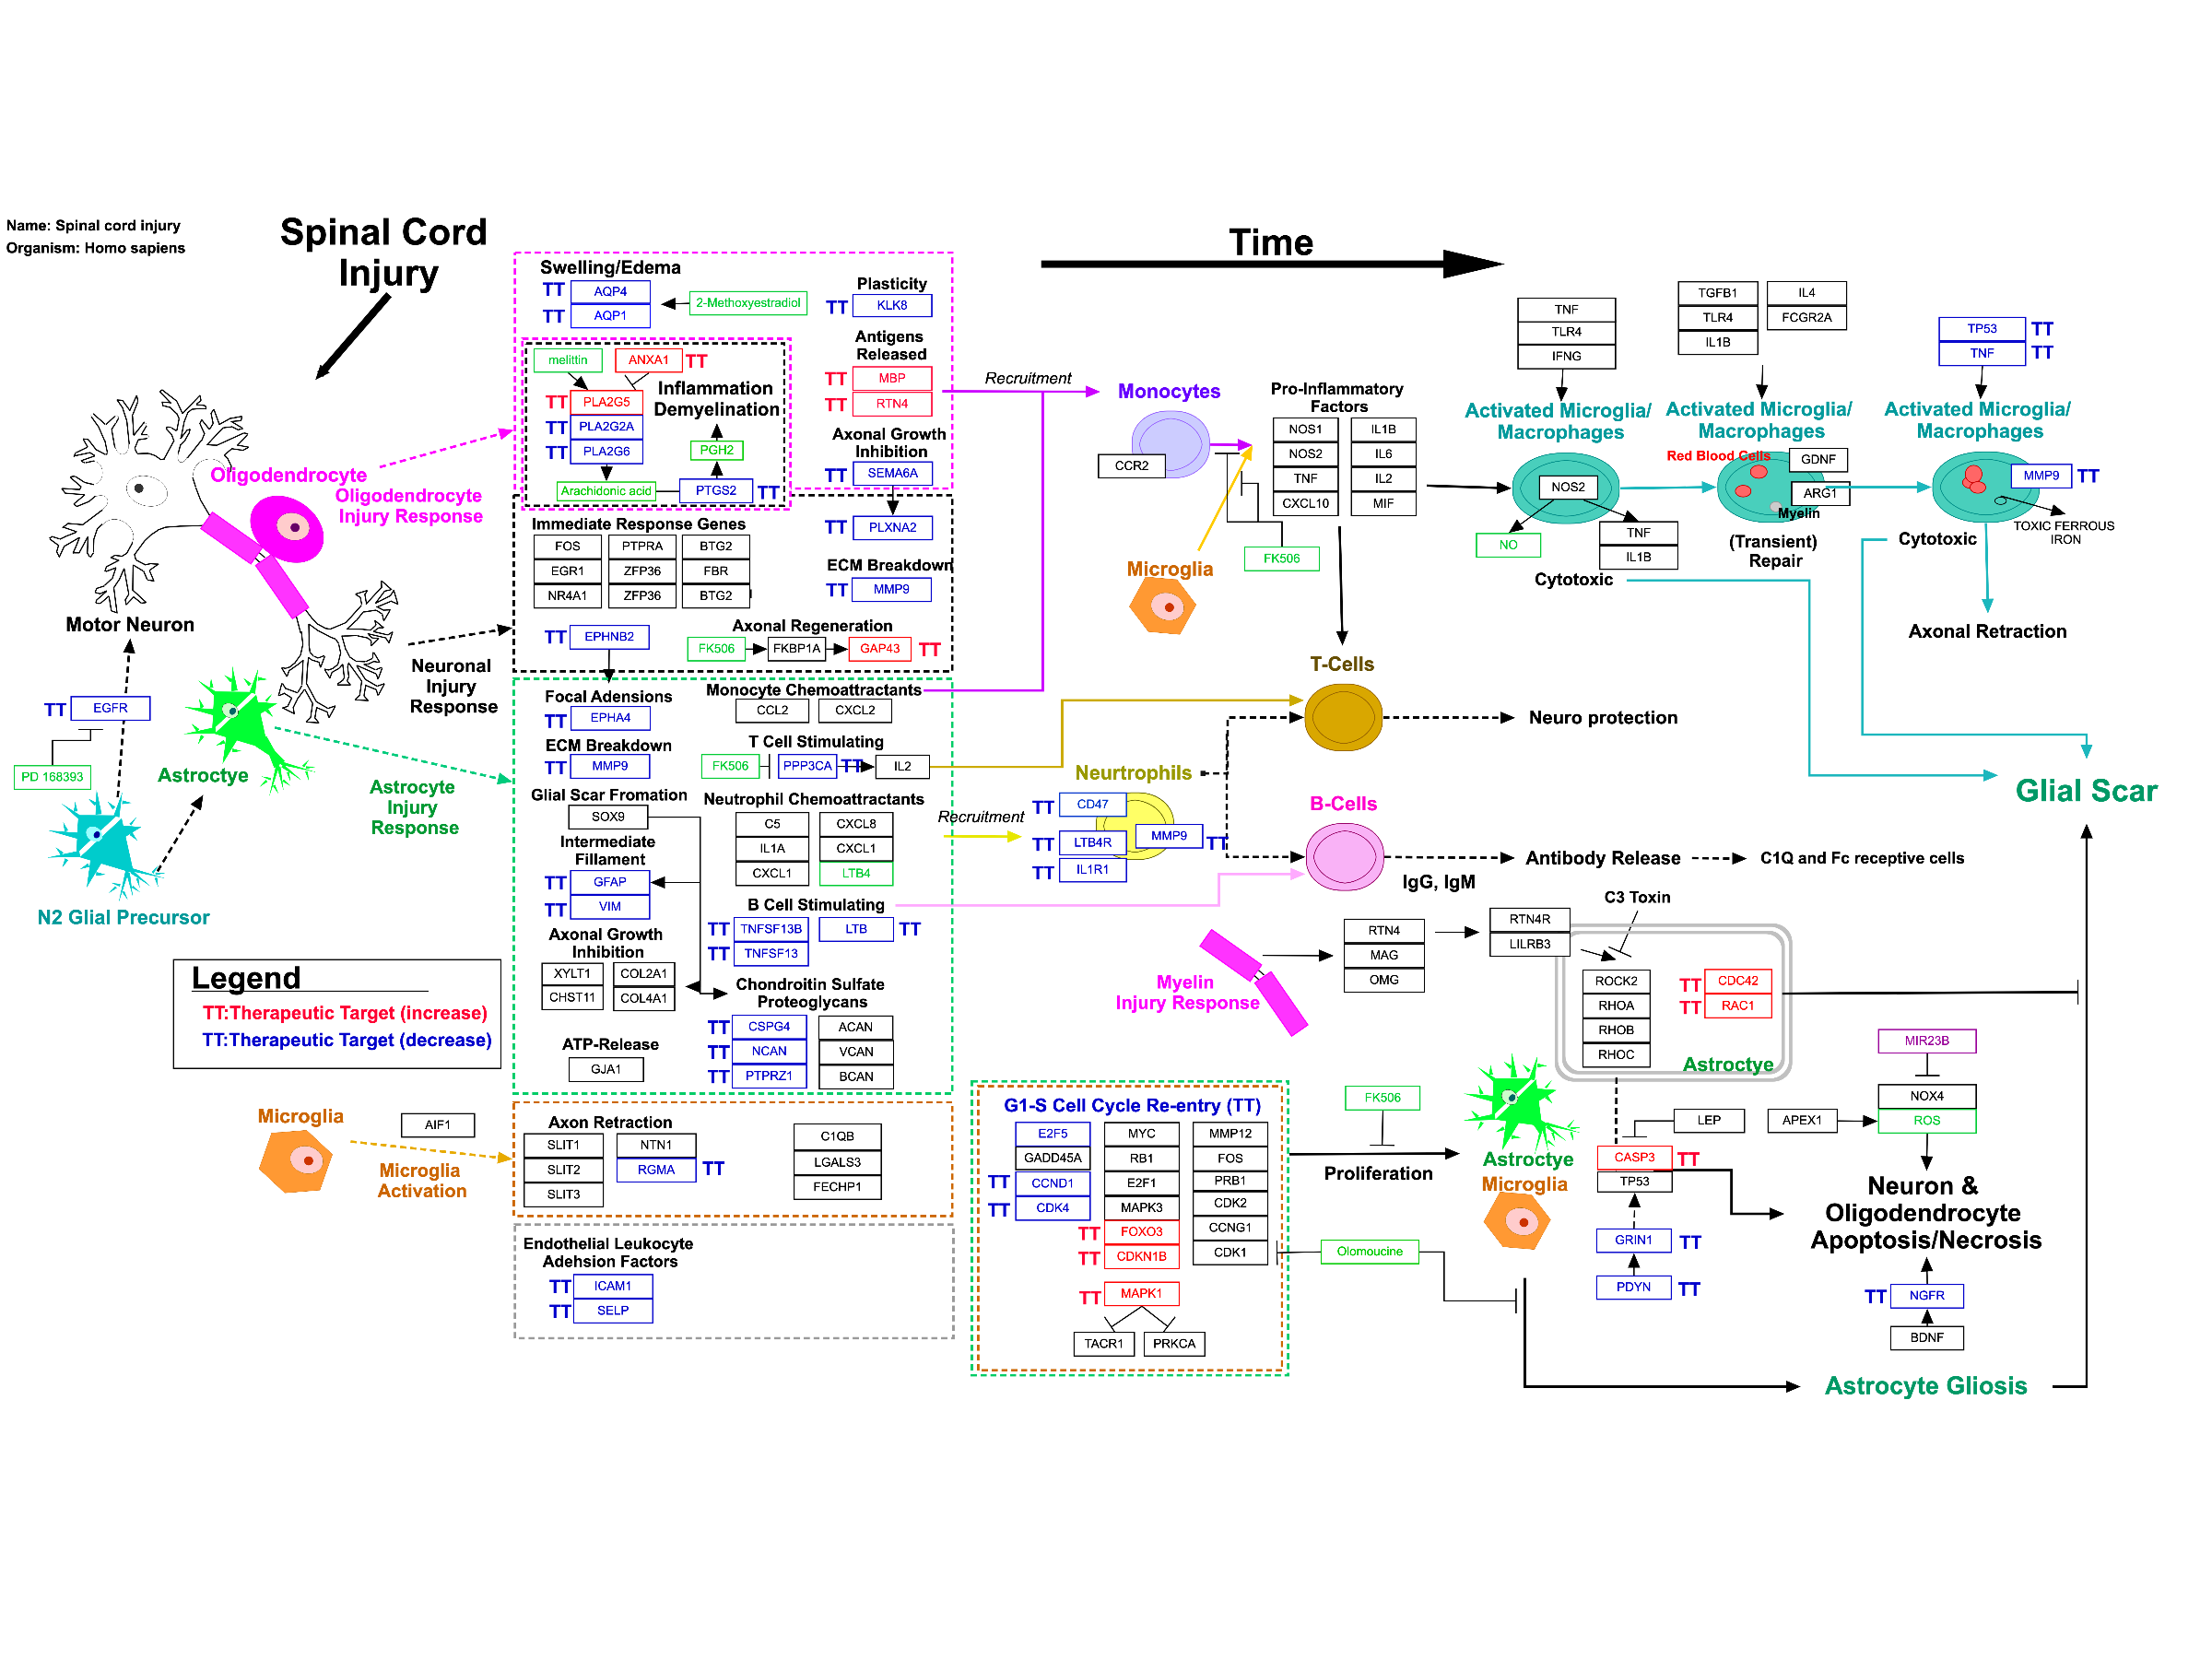 Name: Spinal cord injury
Organism: Homo sapiens
Spinal Cord
Injury
Time
Oligodendrocyte
Oligodendrocyte
Injury Response
Motor Neuron
Neuronal
Injury
Response
TT
EGFR
PD 168393
Astroctye
Astrocyte
Injury
Response
N2 Glial Precursor
Legend
TT:Therapeutic Target (increase)
TT:Therapeutic Target (decrease)
Microglia
AIF1
Microglia
Activation
Swelling/Edema
TT AQP4
TT AQP1
2-Methoxyestradiol
Plasticity
TT KLK8
Antigens
Released
TT MBP
TT RTN4
melittin
ANXA1 TT
Inflammation
Demyelination
TT PLA2G5
TT PLA2G2A
TT PLA2G6
PGH2
Arachidonic acid
PTGS2 TT
Axonal Growth
Inhibition
TT SEMA6A
TT PLXNA2
Immediate Response Genes
FOS PTPRA BTG2
EGR1 ZFP36 FBR
NR4A1 ZFP36 BTG2
ECM Breakdown
TT MMP9
TT EPHNB2
Axonal Regeneration
FK506 FKBP1A GAP43 TT
Focal Adensions
TT EPHA4
Monocyte Chemoattractants
CCL2 CXCL2
ECM Breakdown
TT MMP9
T Cell Stimulating
FK506 PPP3CA TT IL2
Glial Scar Fromation
SOX9
Neutrophil Chemoattractants
C5 CXCL8
IL1A CXCL1
CXCL1 LTB4
Intermediate
Fillament
TT GFAP
TT VIM
B Cell Stimulating
TT TNFSF13B LTB TT
TT TNFSF13
Axonal Growth
Inhibition
XYLT1 COL2A1
CHST11 COL4A1
Chondroitin Sulfate
Proteoglycans
TT CSPG4 ACAN
TT NCAN VCAN
TT PTPRZ1 BCAN
ATP-Release
GJA1
Axon Retraction
SLIT1 NTN1
SLIT2 RGMA TT
SLIT3
C1QB
LGALS3
FECHP1
Endothelial Leukocyte
Adehsion Factors
TT ICAM1
TT SELP
Recruitment
Monocytes
CCR2
Microglia
Pro-Inflammatory
Factors
NOS1 IL1B
NOS2 IL6
TNF IL2
CXCL10 MIF
FK506
TNF
TLR4
IFNG
Activated Microglia/
Macrophages
NOS2
NO
TNF
IL1B
Cytotoxic
TGFB1 IL4
TLR4 FCGR2A
IL1B
Activated Microglia/
Macrophages
Red Blood Cells
GDNF
ARG1
Myelin
(Transient)
Repair
TP53 TT
TNF TT
Activated Microglia/
Macrophages
MMP9 TT
TOXIC FERROUS
IRON
Cytotoxic
Axonal Retraction
T-Cells
Neuro protection
Recruitment
Neurtrophils
TT CD47
TT LTB4R
MMP9 TT
TT IL1R1
B-Cells
IgG, IgM
Antibody Release
C1Q and Fc receptive cells
Glial Scar
C3 Toxin
Myelin
Injury Response
RTN4
MAG
OMG
RTN4R
LILRB3
ROCK2
RHOA
RHOB
RHOC
TT CDC42
TT RAC1
Astroctye
G1-S Cell Cycle Re-entry (TT)
E2F5 MYC MMP12
GADD45A RB1 FOS
TT CCND1 E2F1 PRB1
TT CDK4 MAPK3 CDK2
TT FOXO3 CCNG1
TT CDKN1B CDK1
TT MAPK1
TACR1 PRKCA
FK506
Proliferation
Olomoucine
Astroctye
Microglia
LEP
CASP3 TT
TP53
GRIN1 TT
PDYN TT
MIR23B
NOX4
APEX1 ROS
Neuron &
Oligodendrocyte
Apoptosis/Necrosis
TT NGFR
BDNF
Astrocyte Gliosis